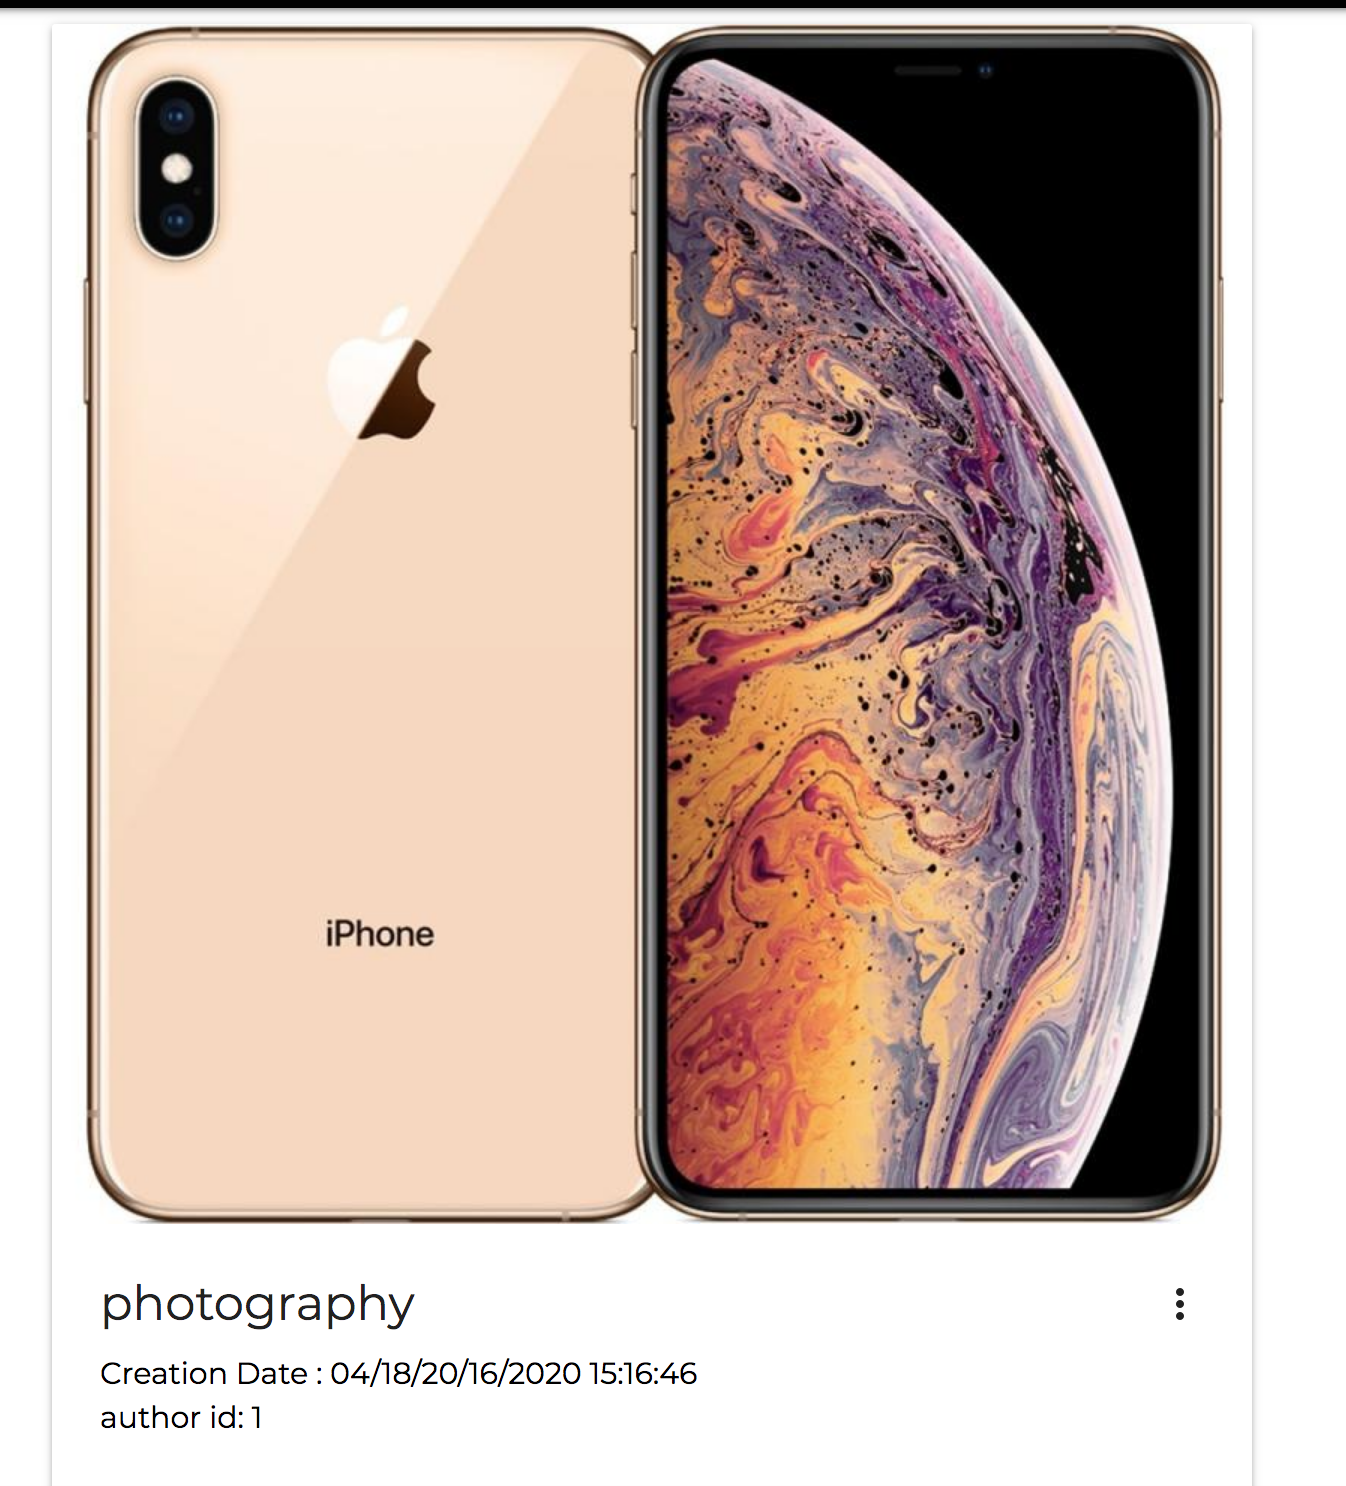 iPhone
photography
Creation Date : 04/18/20/16/2020 15:16:46
author id: 1